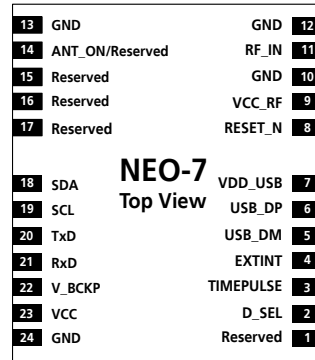 13 GND GND 12
14 ANT_ON/Reserved RF_IN 11
15 Reserved GND 10
16 Reserved VCC_RF 9
17 Reserved RESET_N 8
NEO-7
Top View
18 SDA VDD_USB 7
19 SCL USB_DP 6
20 TxD USB_DM 5
21 RxD EXTINT 4
22 V_BCKP TIMEPULSE 3
23 VCC D_SEL 2
24 GND Reserved 1